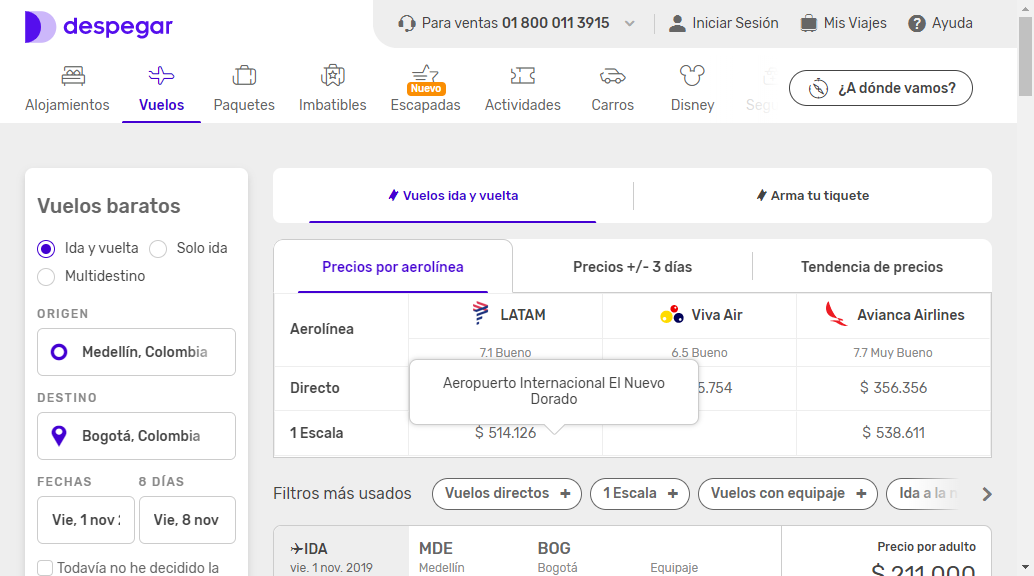 despegar
Para ventas 01 800 011 3915
Iniciar Sesión
Mis Viajes
Ayuda
Alojamientos
Vuelos
Paquetes
Imbatibles
Nuevo
Escapadas
Actividades
Carros
Disney
¿A dónde vamos?
Vuelos baratos
Ida y vuelta
Solo ida
Multidestino
ORIGEN
Medellín, Colombia
DESTINO
Bogotá, Colombia
FECHAS
8 DÍAS
Vie, 1 nov
Vie, 8 nov
Todavía no he decidido la
Vuelos ida y vuelta
Arma tu tiquete
Precios por aerolínea
Precios +/- 3 días
Tendencia de precios
Aerolínea
LATAM
Viva Air
Avianca Airlines
7.1 Bueno
6.5 Bueno
7.7 Muy Bueno
Directo
5.754
$ 356.356
Aeropuerto Internacional El Nuevo
Dorado
1 Escala
$ 514.126
$ 538.611
Filtros más usados
Vuelos directos +
1 Escala +
Vuelos con equipaje +
Ida a la
IDA
MDE
BOG
Precio por adulto
vie. 1 nov. 2019
Medellín
Bogotá
Equipaje
$ 211.000